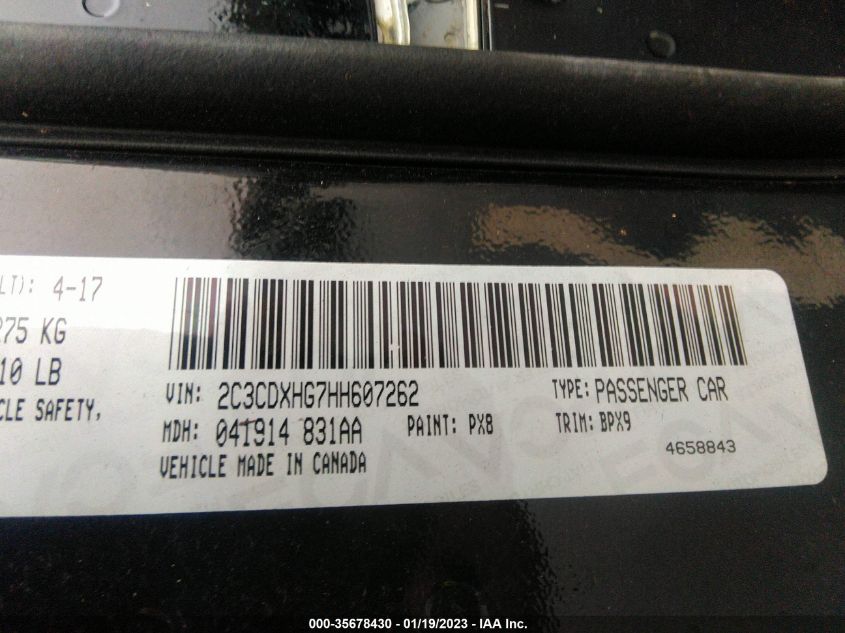 LT): 4-17
275 KG
10 LB
CLE SAFETY,
VIN: 2C3CDXHG7HH607262
TYPE: PASSENGER CAR
MDH: 041914 831AA
PAINT: PX8
TRIM: BPX9
VEHICLE MADE IN CANADA
4658843
000-35678430 - 01/19/2023 - IAA Inc.